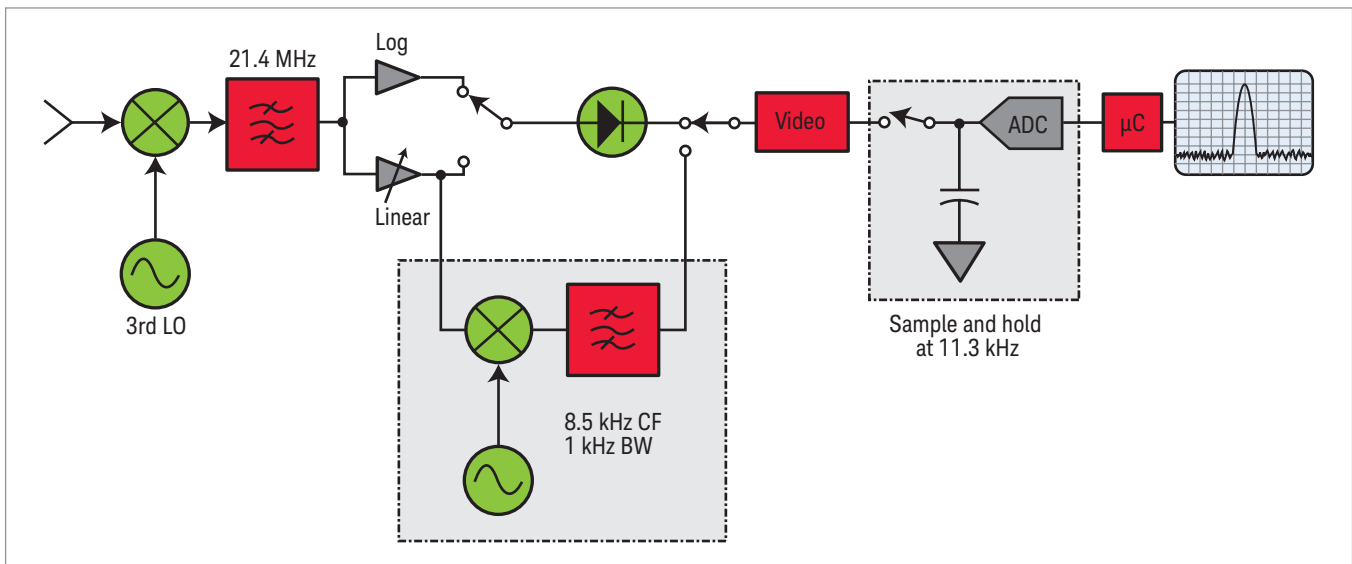 Log
21.4 MHz
Linear
3rd LO
8.5 kHz CF
1 kHz BW
Video
ADC
µC
Sample and hold
at 11.3 kHz